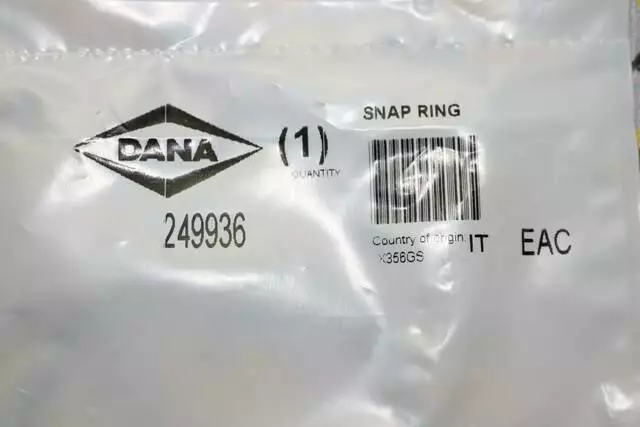 SNAP RING
DANA
(1)
QUANTITY
249936
Country of origin: IT
X356GS
EAC